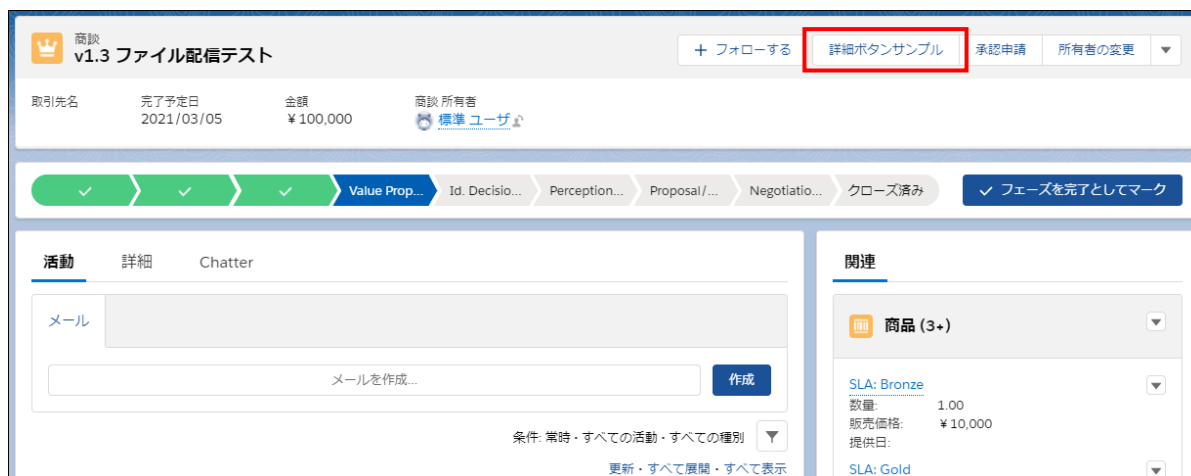 商談
v1.3 ファイル配信テスト
+ フォローする 詳細ボタンサンプル 承認申請 所有者の変更
取引先名 完了予定日 金額 商談 所有者
2021/03/05 ¥100,000 標準 ユーザ
Value Prop... Id. Decisio... Perception... Proposal/... Negotiatio... クローズ済み フェーズを完了としてマーク
活動 詳細 Chatter
メール
メールを作成... 作成
条件: 常時・すべての活動・すべての種別
更新・すべて展開・すべて表示
関連
商品 (3+)
SLA: Bronze
数量: 1.00
販売価格: ¥10,000
提供日:
SLA: Gold